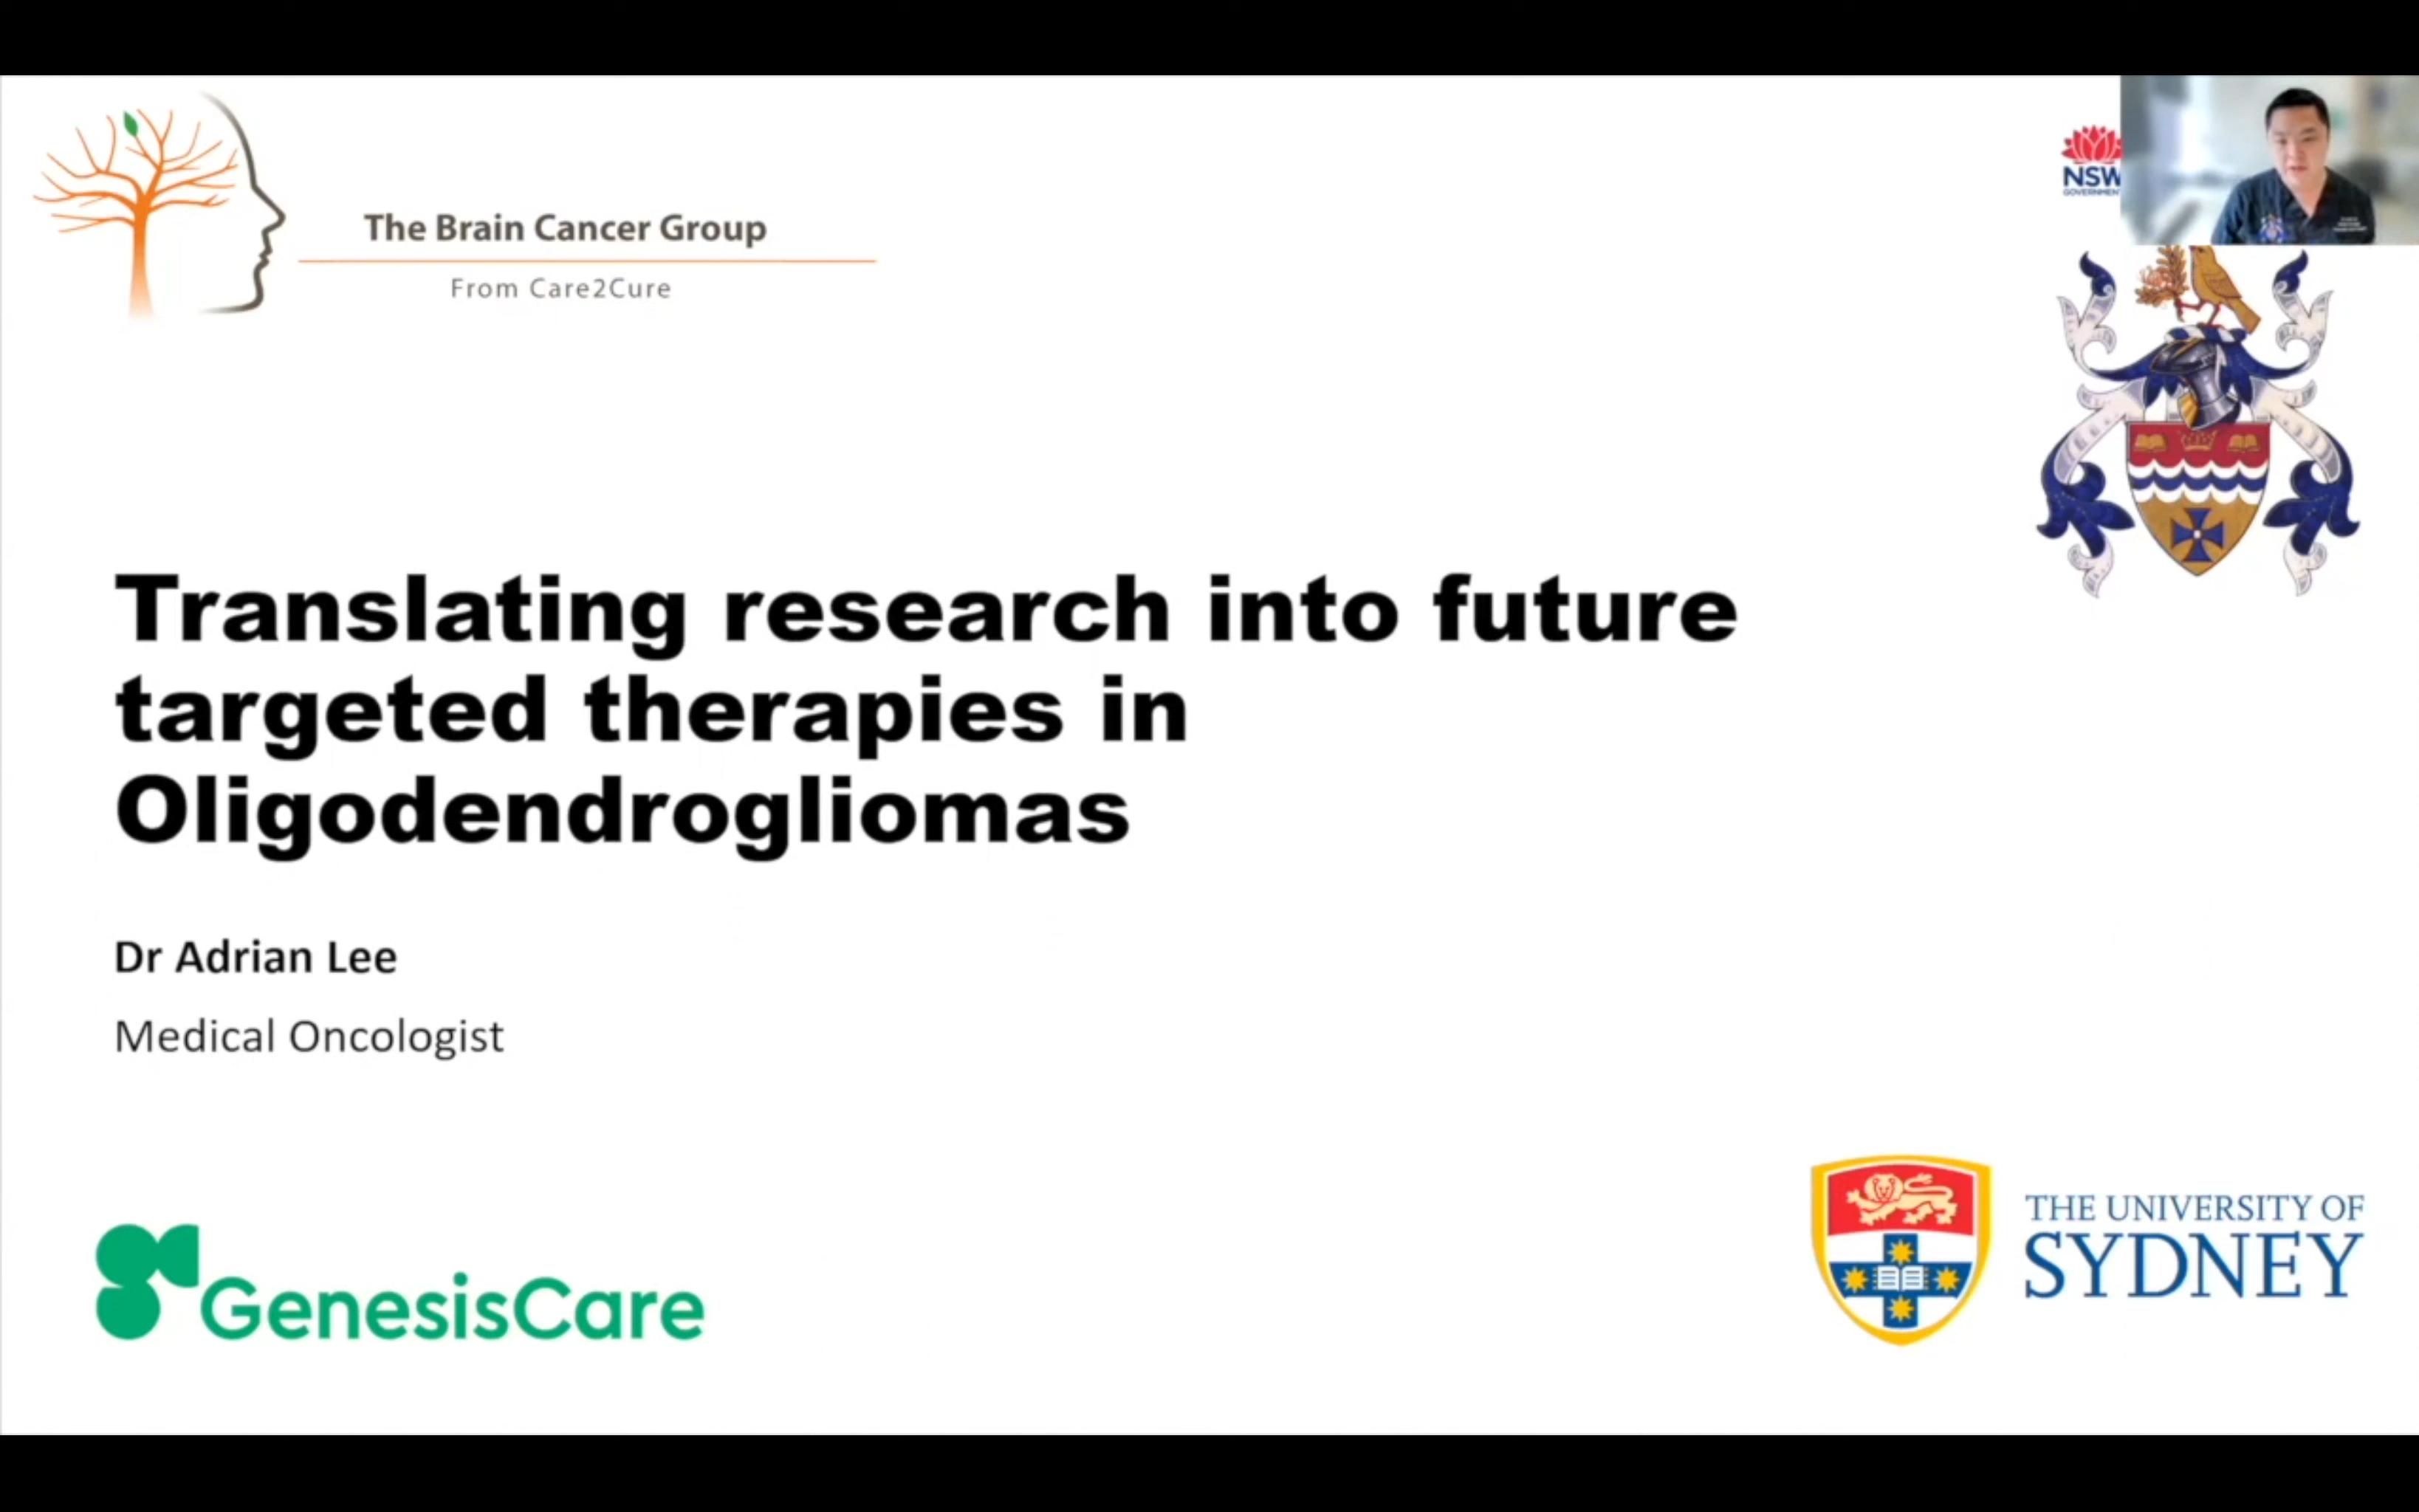 The Brain Cancer Group
From Care2Cure
NSW
GOVERNMENT
Translating research into future
targeted therapies in
Oligodendrogliomas
Dr Adrian Lee
Medical Oncologist
GenesisCare
THE UNIVERSITY OF
SYDNEY